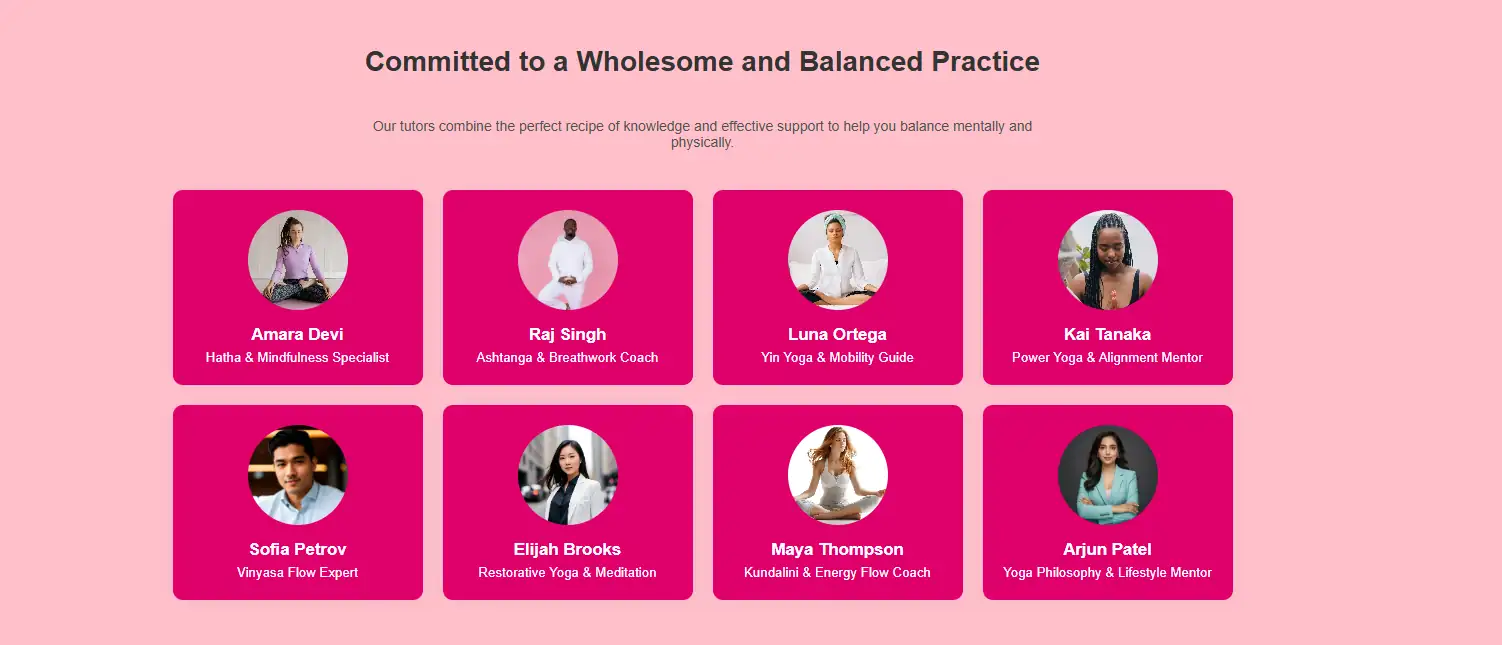 Committed to a Wholesome and Balanced Practice
Our tutors combine the perfect recipe of knowledge and effective support to help you balance mentally and
physically.
Amara Devi
Hatha & Mindfulness Specialist
Raj Singh
Ashtanga & Breathwork Coach
Luna Ortega
Yin Yoga & Mobility Guide
Kai Tanaka
Power Yoga & Alignment Mentor
Sofia Petrov
Vinyasa Flow Expert
Elijah Brooks
Restorative Yoga & Meditation
Maya Thompson
Kundalini & Energy Flow Coach
Arjun Patel
Yoga Philosophy & Lifestyle Mentor